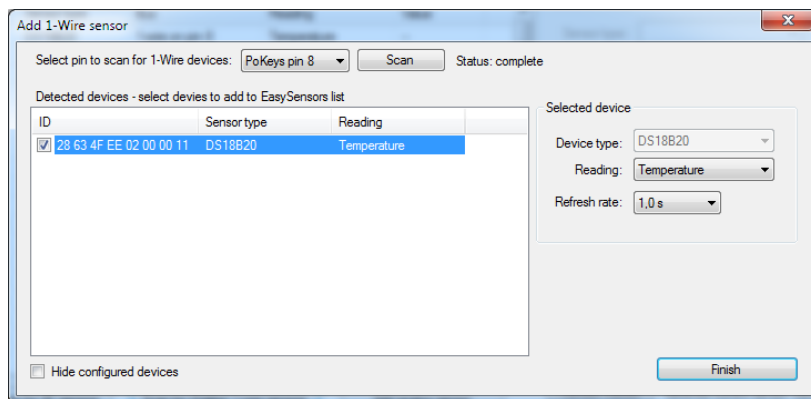 Add 1-Wire sensor
Select pin to scan for 1-Wire devices: PoKeys pin 8 Scan Status: complete
Detected devices - select devies to add to EasySensors list
ID Sensor type Reading
28 63 4F EE 02 00 00 11 DS18B20 Temperature
Selected device
Device type: DS18B20
Reading: Temperature
Refresh rate: 1,0 s
Hide configured devices
Finish